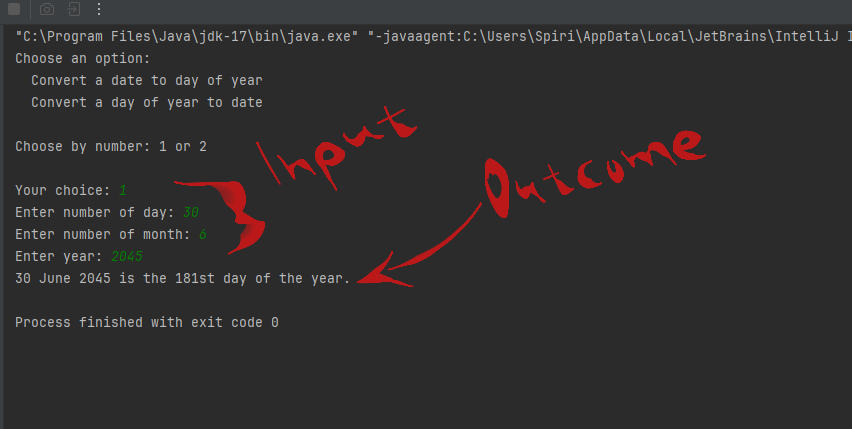 "C:\Program Files\Java\jdk-17\bin\java.exe" "-javaagent:C:\Users\Spiri\AppData\Local\JetBrains\IntelliJ I
Choose an option:
  Convert a date to day of year
  Convert a day of year to date
Choose by number: 1 or 2
Input
Outcome
Your choice: 1
Enter number of day: 30
Enter number of month: 6
Enter year: 2045
30 June 2045 is the 181st day of the year.
Process finished with exit code 0